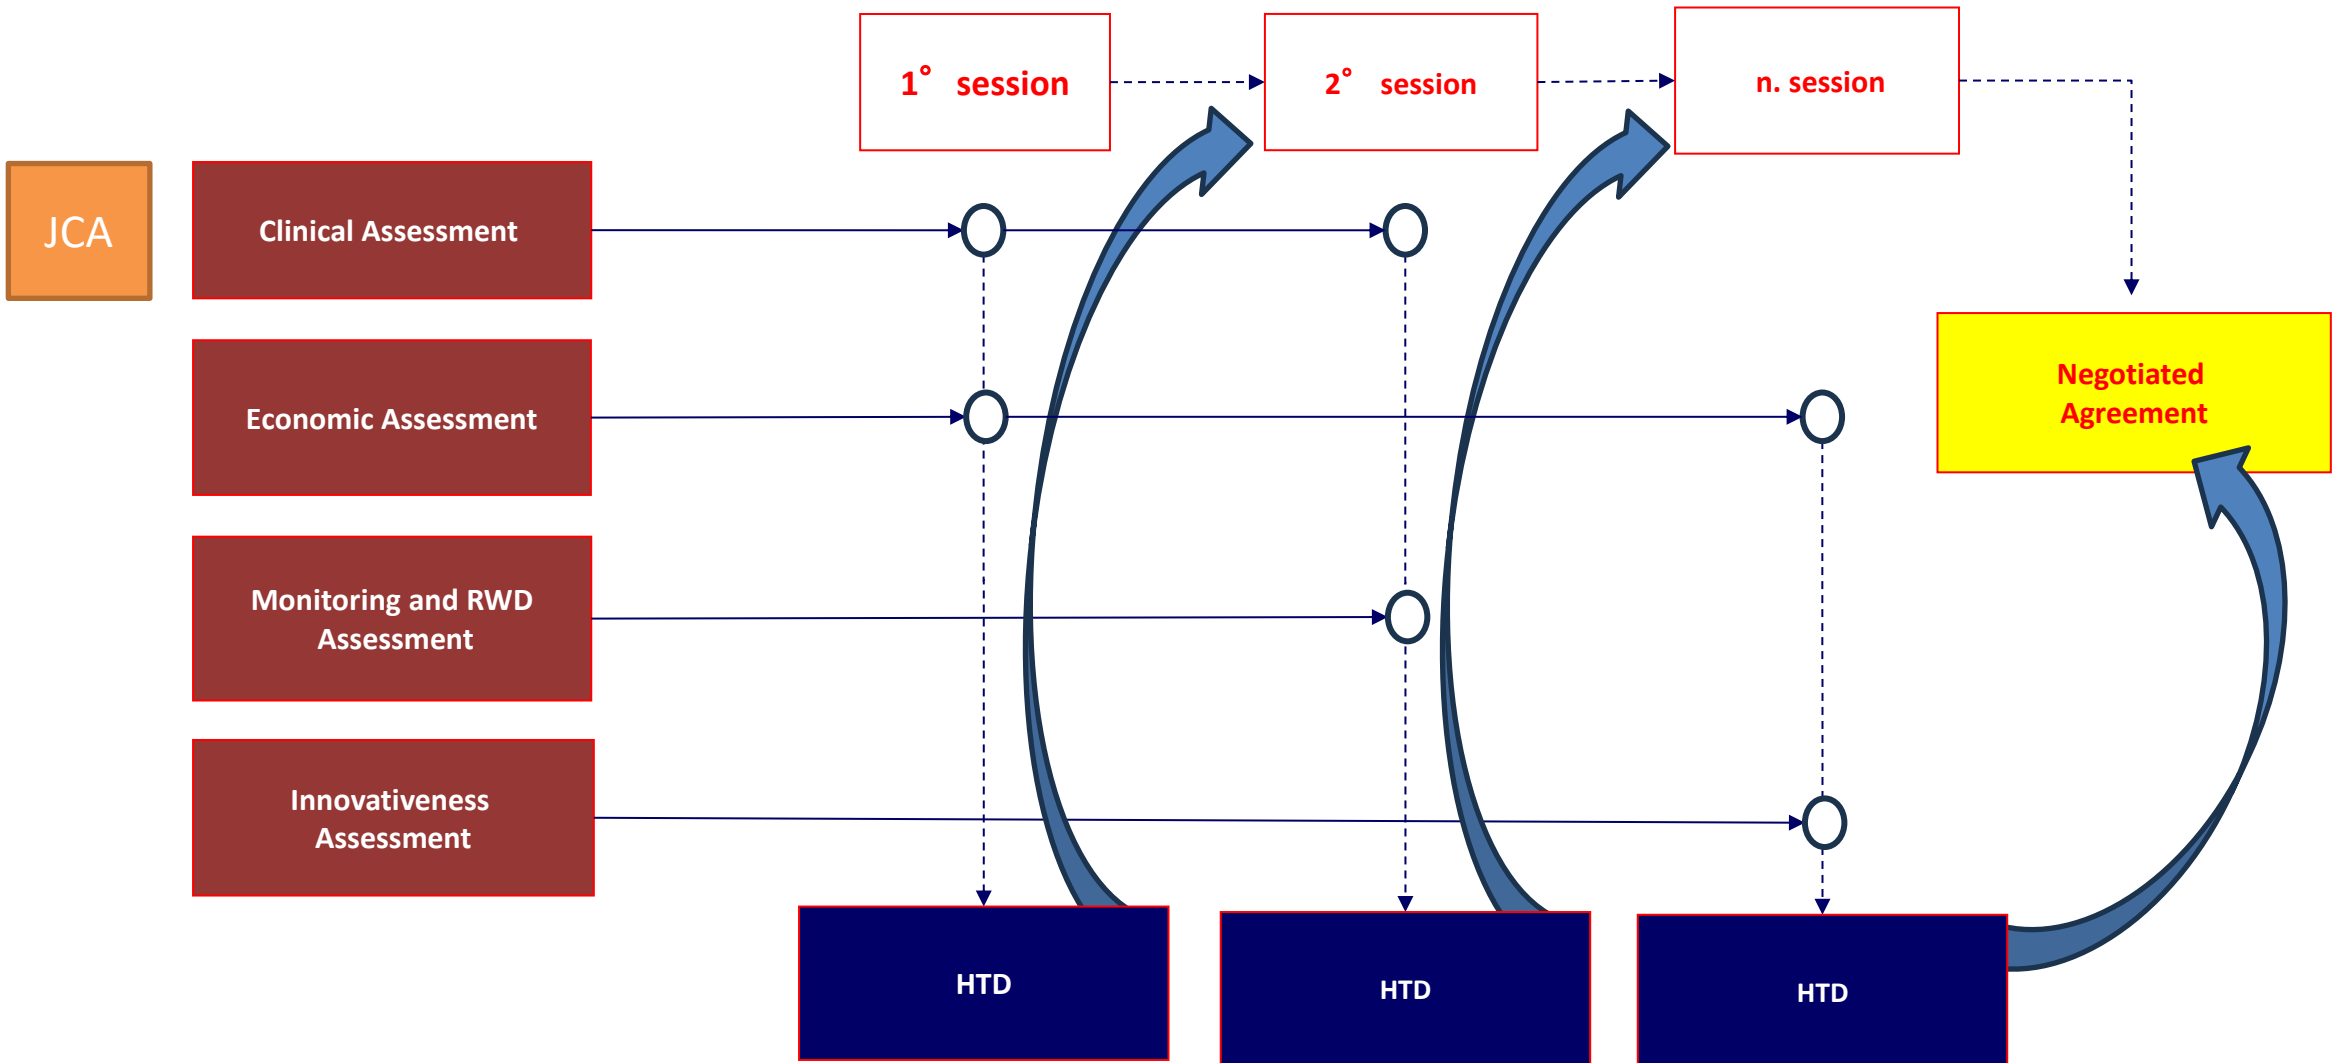 1° session
2° session
n. session
JCA
Clinical Assessment
Economic Assessment
Negotiated
Agreement
Monitoring and RWD
Assessment
Innovativeness
Assessment
HTD
HTD
HTD